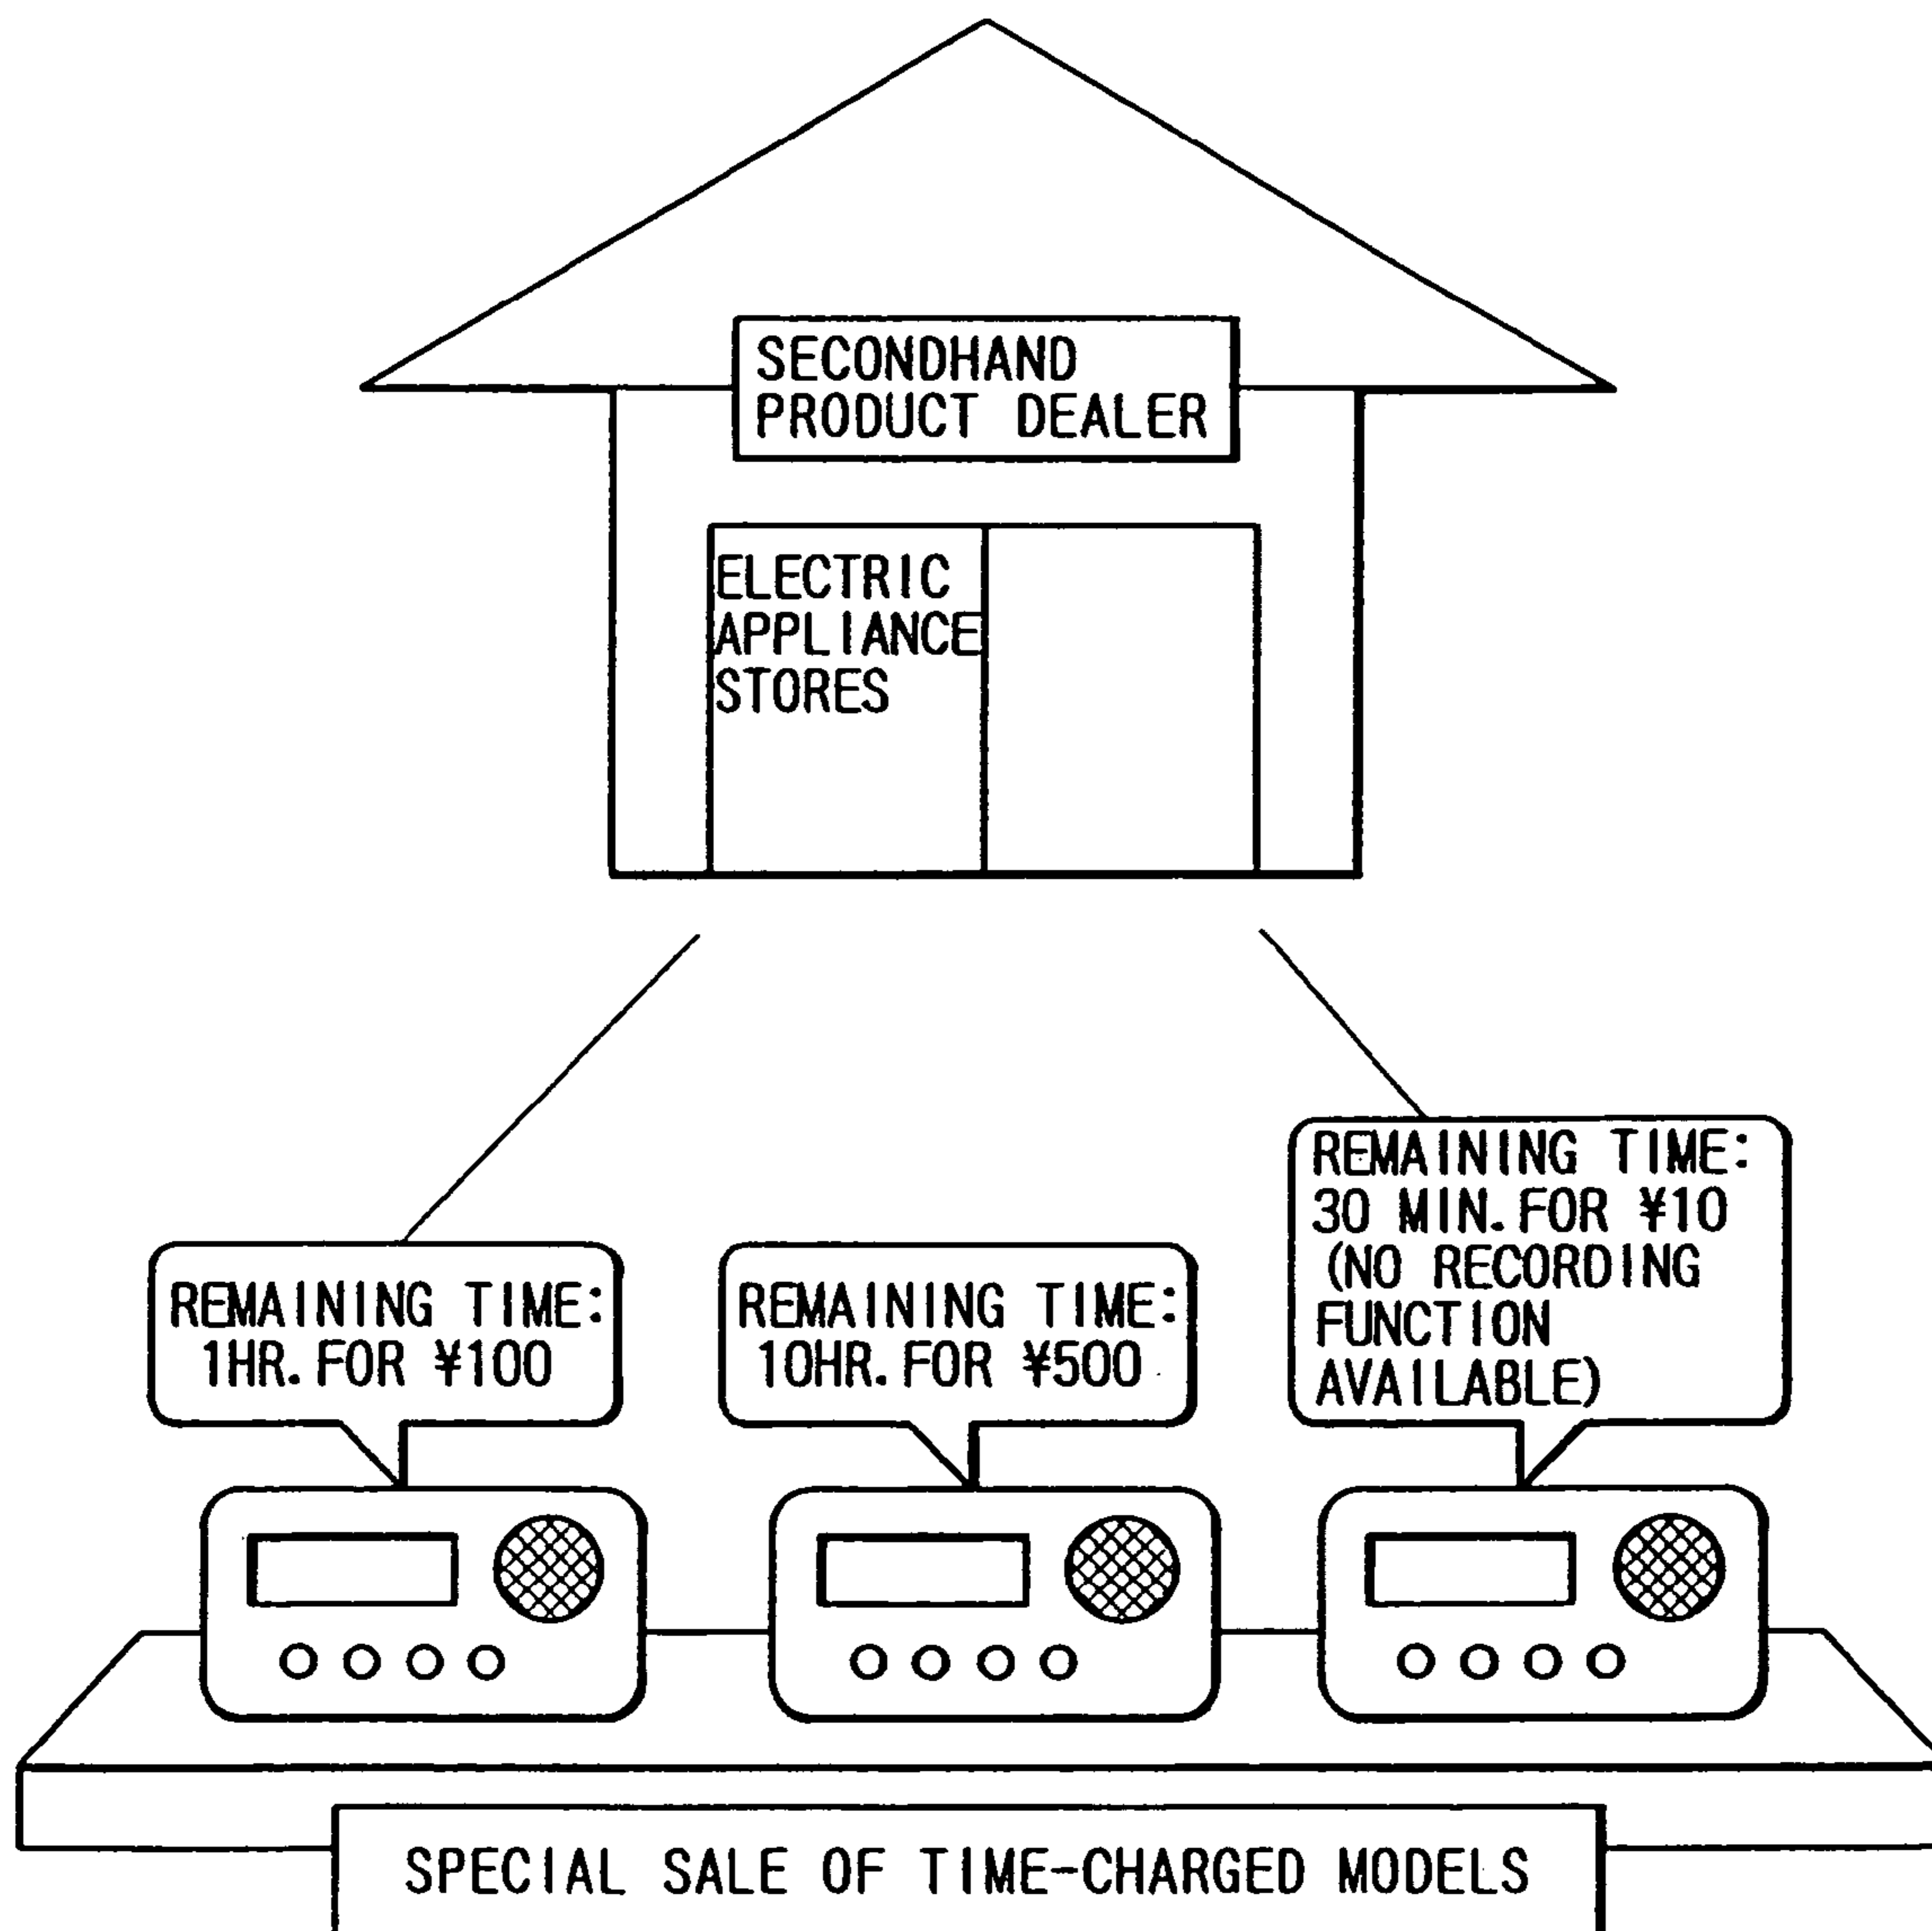 SECONDHAND
PRODUCT DEALER
ELECTRIC
APPLIANCE
STORES
REMAINING TIME:
1HR. FOR ¥100
REMAINING TIME:
10HR. FOR ¥500
REMAINING TIME:
30 MIN. FOR ¥10
(NO RECORDING
FUNCTION
AVAILABLE)
SPECIAL SALE OF TIME-CHARGED MODELS